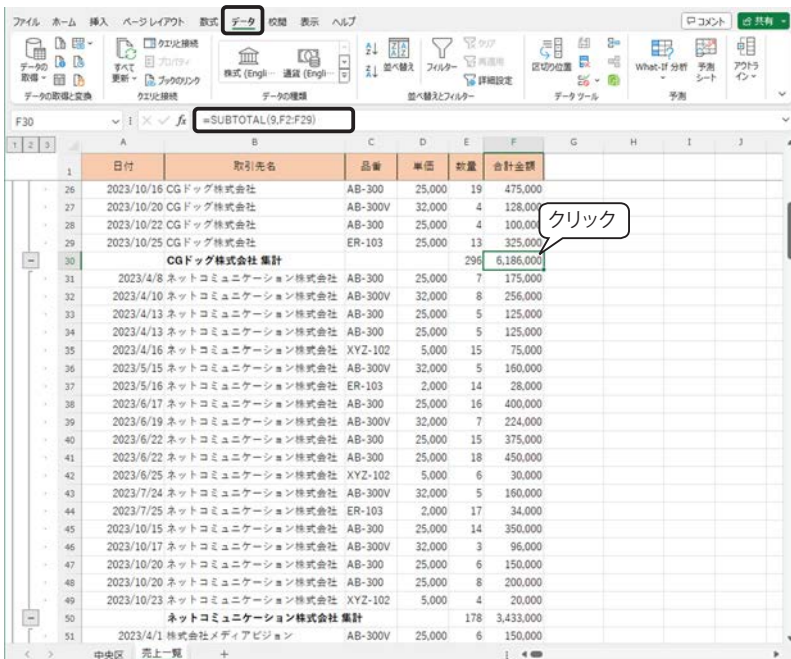 ファイル ホーム 挿入 ページ レイアウト 数式 データ 校閲 表示 ヘルプ コメント 共有
データの取得 すべて更新 クエリと接続 プロパティ ブックのリンク 株式 (Engli… 通貨 (Engli… 並べ替え フィルター クリア 再適用 詳細設定 区切り位置 What-If 分析 予測シート アウトライン
データの取得と変換 クエリと接続 データの種類 並べ替えとフィルター データ ツール 予測
F30 fx =SUBTOTAL(9,F2:F29)
1 2 3 A B C D E F G H I J
1 日付 取引先名 品番 単価 数量 合計金額
26 2023/10/16 CGドッグ株式会社 AB-300 25,000 19 475,000
27 2023/10/20 CGドッグ株式会社 AB-300V 32,000 4 128,000
28 2023/10/22 CGドッグ株式会社 AB-300 25,000 4 100,000
クリック
29 2023/10/25 CGドッグ株式会社 ER-103 25,000 13 325,000
30 CGドッグ株式会社 集計 296 6,186,000
31 2023/4/8 ネットコミュニケーション株式会社 AB-300 25,000 7 175,000
32 2023/4/10 ネットコミュニケーション株式会社 AB-300V 32,000 8 256,000
33 2023/4/13 ネットコミュニケーション株式会社 AB-300 25,000 5 125,000
34 2023/4/13 ネットコミュニケーション株式会社 AB-300 25,000 5 125,000
35 2023/4/16 ネットコミュニケーション株式会社 XYZ-102 5,000 15 75,000
36 2023/5/15 ネットコミュニケーション株式会社 AB-300V 32,000 5 160,000
37 2023/5/16 ネットコミュニケーション株式会社 ER-103 2,000 14 28,000
38 2023/6/17 ネットコミュニケーション株式会社 AB-300 25,000 16 400,000
39 2023/6/19 ネットコミュニケーション株式会社 AB-300V 32,000 7 224,000
40 2023/6/22 ネットコミュニケーション株式会社 AB-300 25,000 15 375,000
41 2023/6/22 ネットコミュニケーション株式会社 AB-300 25,000 18 450,000
42 2023/6/25 ネットコミュニケーション株式会社 XYZ-102 5,000 6 30,000
43 2023/7/24 ネットコミュニケーション株式会社 AB-300V 32,000 5 160,000
44 2023/7/25 ネットコミュニケーション株式会社 ER-103 2,000 17 34,000
45 2023/10/15 ネットコミュニケーション株式会社 AB-300 25,000 14 350,000
46 2023/10/17 ネットコミュニケーション株式会社 AB-300V 32,000 3 96,000
47 2023/10/20 ネットコミュニケーション株式会社 AB-300 25,000 6 150,000
48 2023/10/20 ネットコミュニケーション株式会社 AB-300 25,000 8 200,000
49 2023/10/23 ネットコミュニケーション株式会社 XYZ-102 5,000 4 20,000
50 ネットコミュニケーション株式会社 集計 178 3,433,000
51 2023/4/1 株式会社メディアビジョン AB-300V 25,000 6 150,000
中央区 売上一覧 +